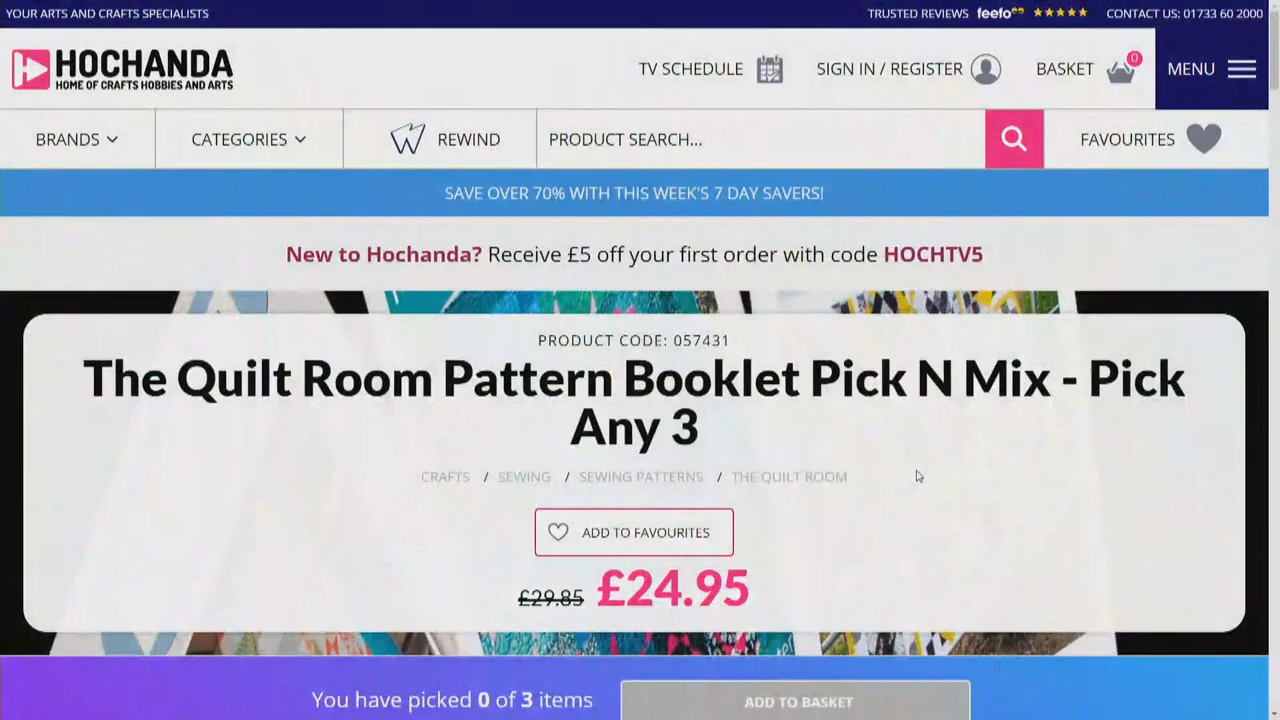 YOUR ARTS AND CRAFTS SPECIALISTS
TRUSTED REVIEWS feefo CONTACT US: 01733 60 2000
HOCHANDA
HOME OF CRAFTS HOBBIES AND ARTS
TV SCHEDULE SIGN IN / REGISTER BASKET 0 MENU
BRANDS CATEGORIES REWIND PRODUCT SEARCH... FAVOURITES
SAVE OVER 70% WITH THIS WEEK'S 7 DAY SAVERS!
New to Hochanda? Receive £5 off your first order with code HOCHTV5
PRODUCT CODE: 057431
The Quilt Room Pattern Booklet Pick N Mix - Pick
Any 3
CRAFTS / SEWING / SEWING PATTERNS / THE QUILT ROOM
ADD TO FAVOURITES
£29.85 £24.95
You have picked 0 of 3 items ADD TO BASKET